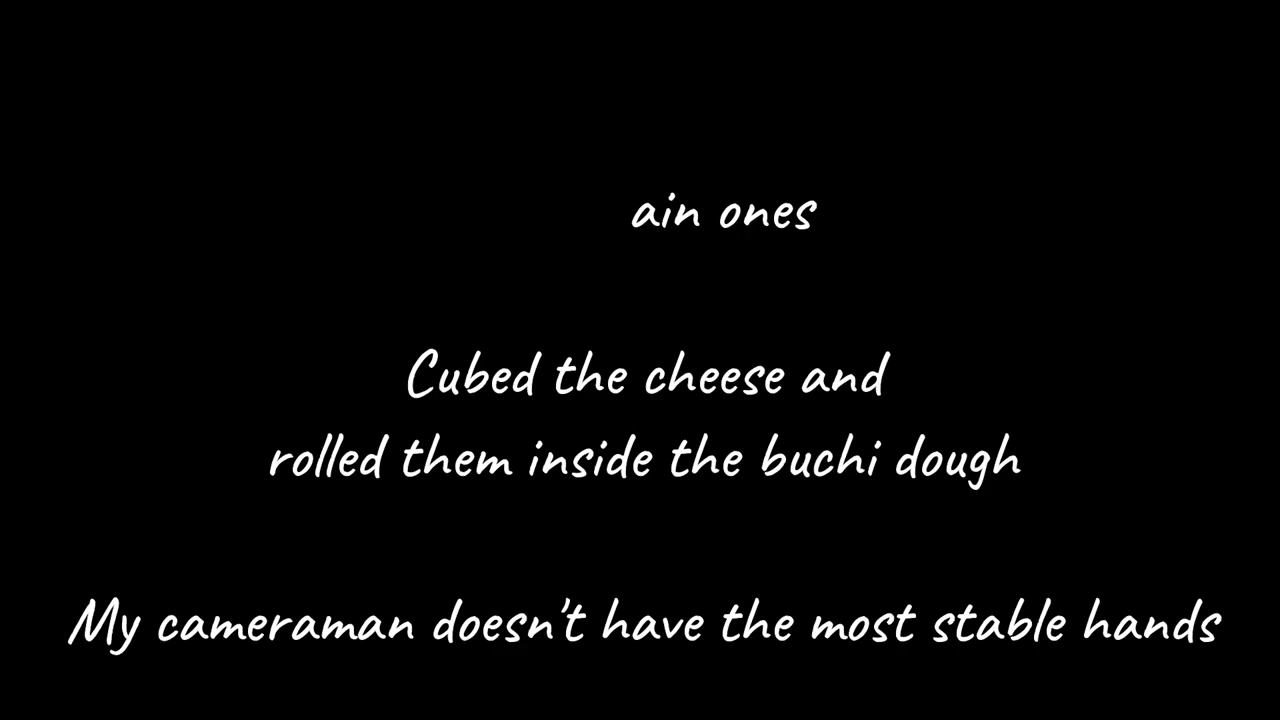 ain ones
Cubed the cheese and
rolled them inside the buchi dough
My cameraman doesn't have the most stable hands